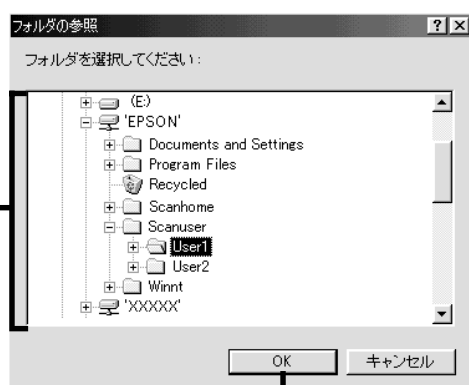 フォルダの参照
フォルダを選択してください:
(E:)
'EPSON'
Documents and Settings
Program Files
Recycled
Scanhome
Scanuser
User1
User2
Winnt
'XXXXX'
OK キャンセル